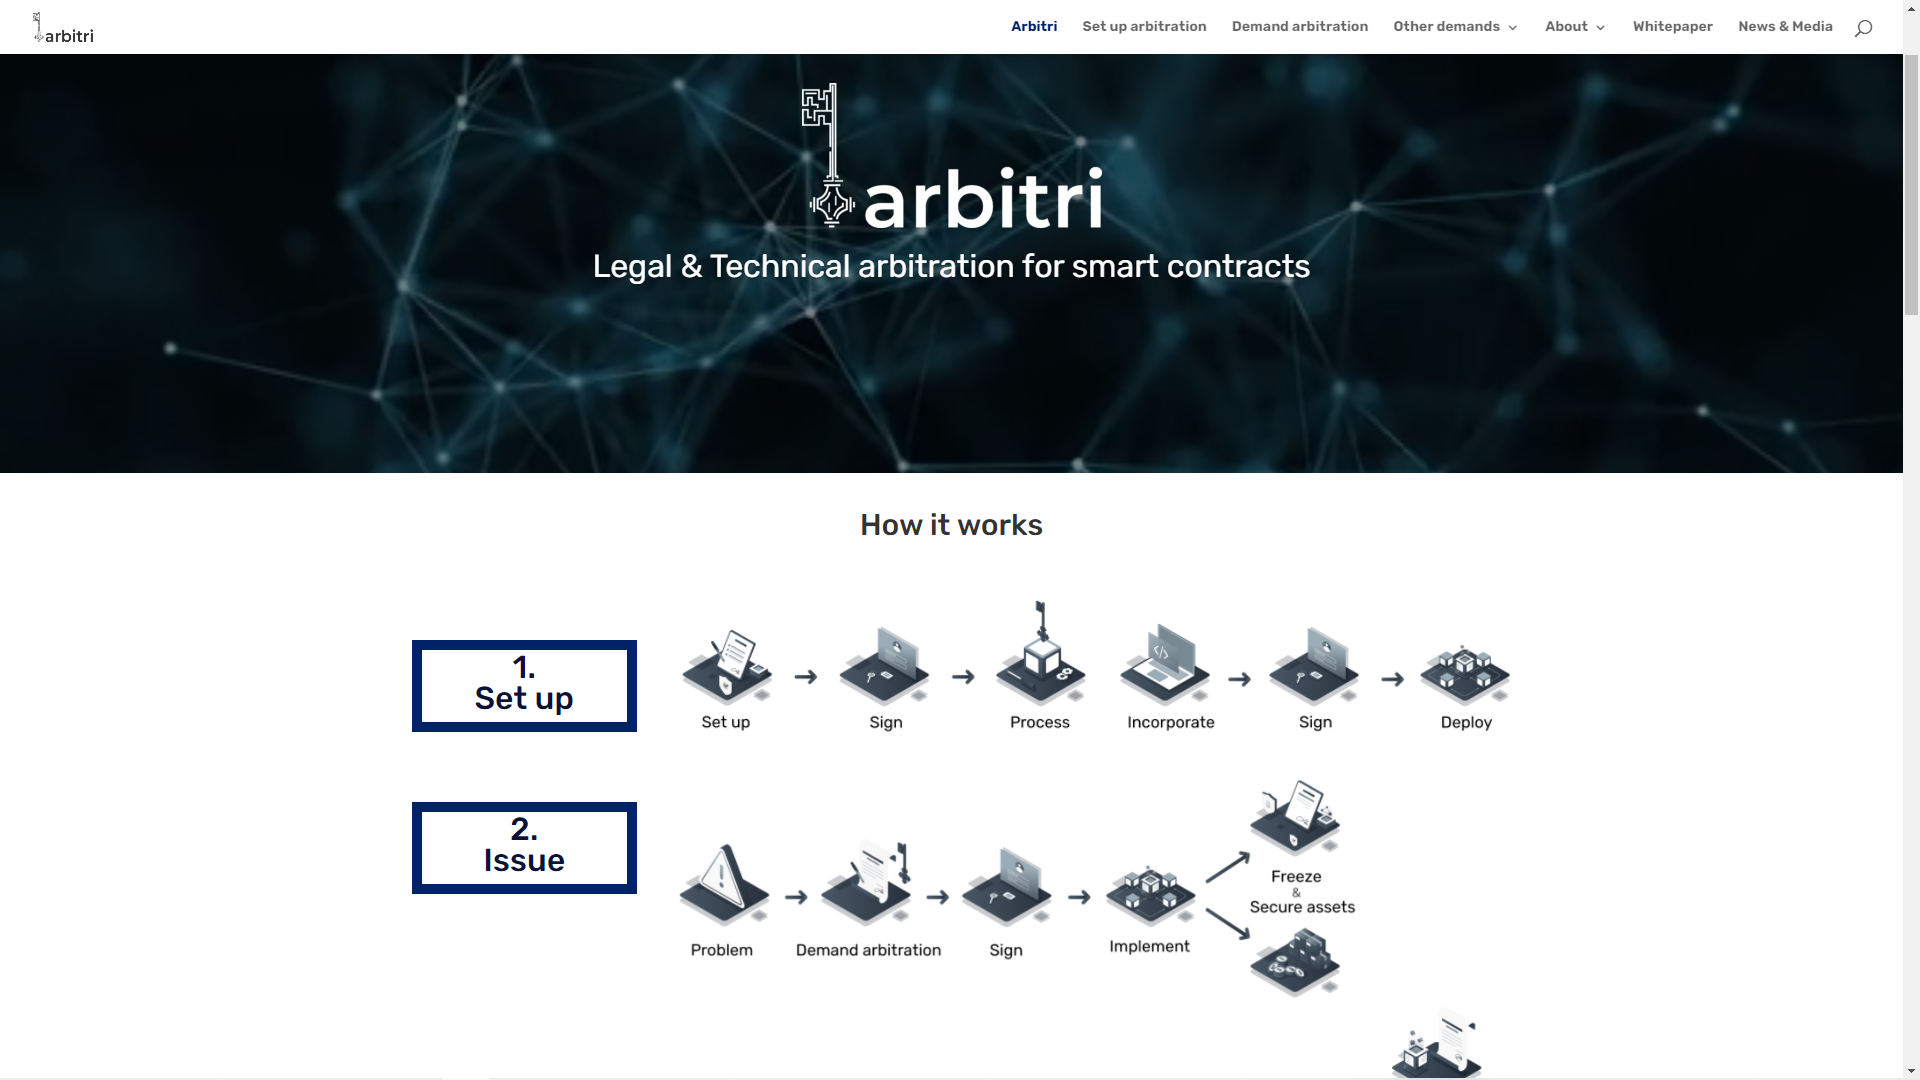 arbitri
Arbitri
Set up arbitration
Demand arbitration
Other demands
About
Whitepaper
News & Media
arbitri
Legal & Technical arbitration for smart contracts
How it works
1.
Set up
Set up
Sign
Process
Incorporate
Sign
Deploy
2.
Issue
Problem
Demand arbitration
Sign
Implement
Freeze
&
Secure assets